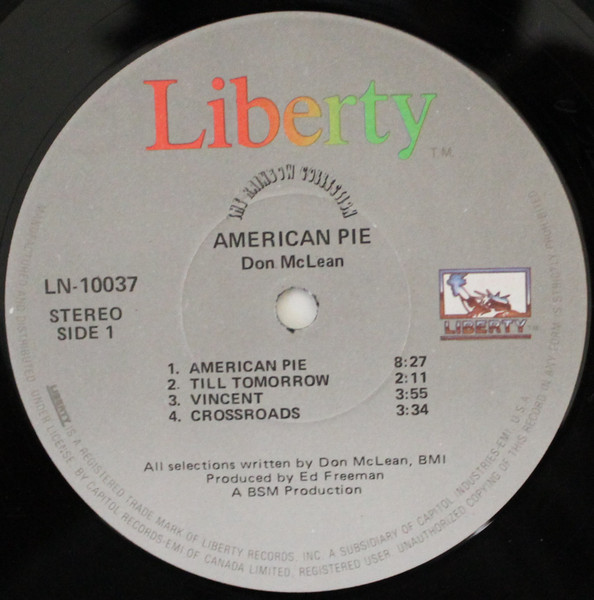 Liberty
T.M.
THE RAINBOW COLLECTION
AMERICAN PIE
Don McLean
LN-10037
STEREO
SIDE 1
LIBERTY
TM
1. AMERICAN PIE 8:27
2. TILL TOMORROW 2:11
3. VINCENT 3:55
4. CROSSROADS 3:34
All selections written by Don McLean, BMI
Produced by Ed Freeman
A BSM Production
LIBERTY IS A REGISTERED TRADE MARK OF LIBERTY RECORDS, INC. A SUBSIDIARY OF CAPITOL INDUSTRIES-EMI, U.S.A.
MANUFACTURED AND DISTRIBUTED UNDER LICENSE BY CAPITOL RECORDS-EMI OF CANADA LIMITED, REGISTERED USER. UNAUTHORIZED COPYING OF THIS RECORD IN ANY FORM IS STRICTLY PROHIBITED